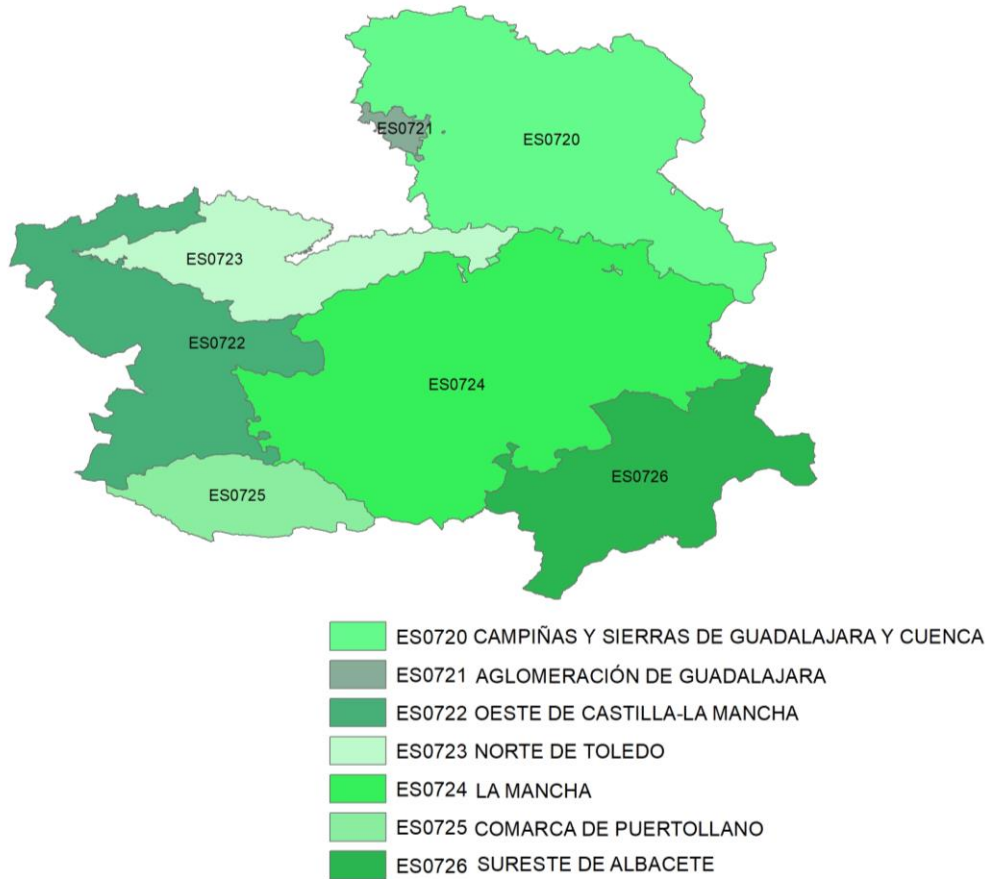 ES0721
ES0720
ES0723
ES0722
ES0724
ES0726
ES0725
ES0720 CAMPIÑAS Y SIERRAS DE GUADALAJARA Y CUENCA
ES0721 AGLOMERACIÓN DE GUADALAJARA
ES0722 OESTE DE CASTILLA-LA MANCHA
ES0723 NORTE DE TOLEDO
ES0724 LA MANCHA
ES0725 COMARCA DE PUERTOLLANO
ES0726 SURESTE DE ALBACETE